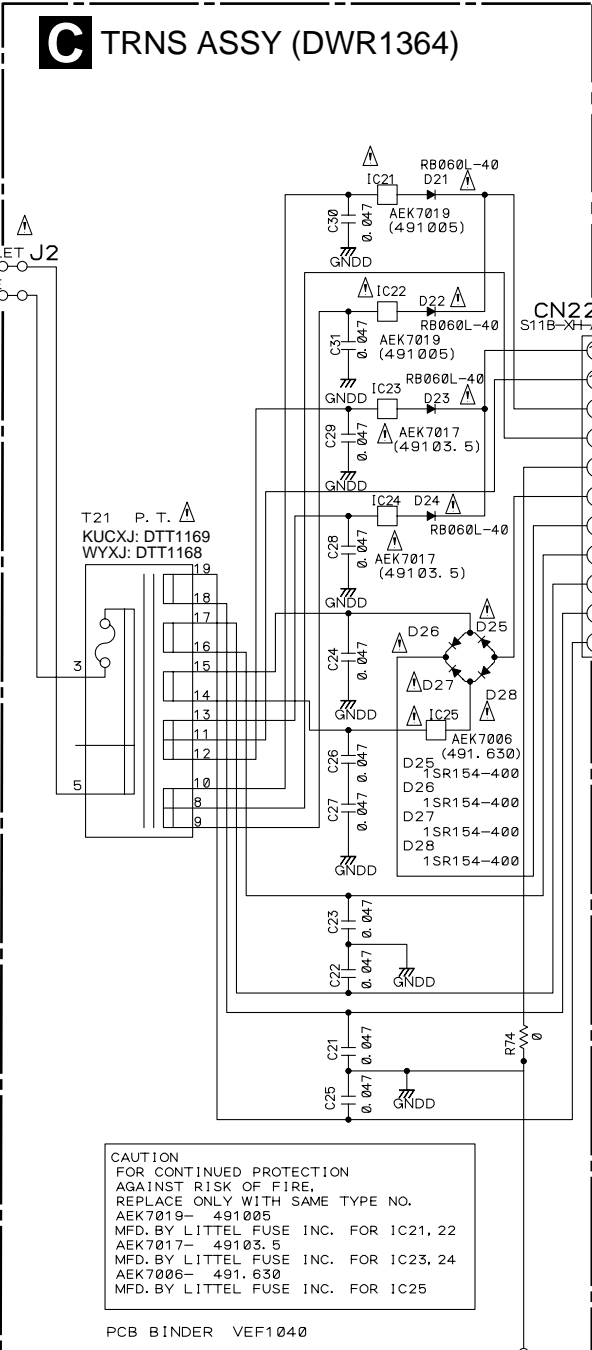 C TRNS ASSY (DWR1364)
RB060L-40
IC21 D21
C30 0.047
AEK7019
(491005)
GNDD
J2
IC22 D22
RB060L-40
CN22
S11B-XH-
C31 0.047
AEK7019
(491005)
RB060L-40
GNDD
IC23 D23
C29 0.047
AEK7017
(49103.5)
GNDD
IC24 D24
RB060L-40
T21 P. T.
KUCXJ: DTT1169
WYXJ: DTT1168
C28 0.047
AEK7017
(49103.5)
GNDD
19
18
17
16
15
14
13
11
12
10
8
9
3
5
D26 D25
C24 0.047
D27 D28
GNDD
IC25
AEK7006
(491.630)
C26 0.047
D25
1SR154-400
D26
1SR154-400
C27 0.047
D27
1SR154-400
D28
1SR154-400
GNDD
C23 0.047
C22 0.047
GNDD
C21 0.047
R74 0
C25 0.047
GNDD
CAUTION
FOR CONTINUED PROTECTION
AGAINST RISK OF FIRE,
REPLACE ONLY WITH SAME TYPE NO.
AEK7019- 491005
MFD. BY LITTEL FUSE INC. FOR IC21, 22
AEK7017- 49103.5
MFD. BY LITTEL FUSE INC. FOR IC23, 24
AEK7006- 491.630
MFD. BY LITTEL FUSE INC. FOR IC25
PCB BINDER VEF1040